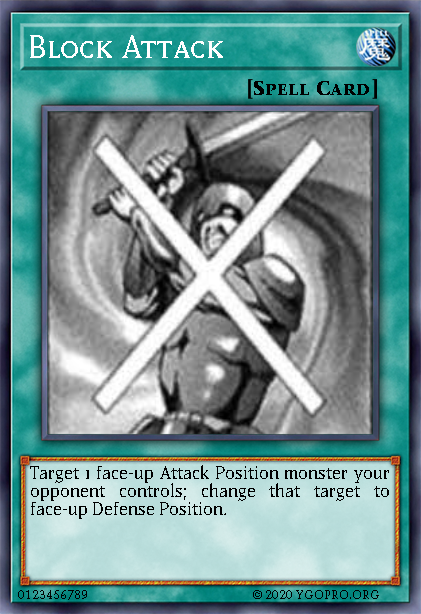 Block Attack
魔
[Spell Card]
Target 1 face-up Attack Position monster your
opponent controls; change that target to
face-up Defense Position.
0123456789
© 2020 YGOPRO.ORG